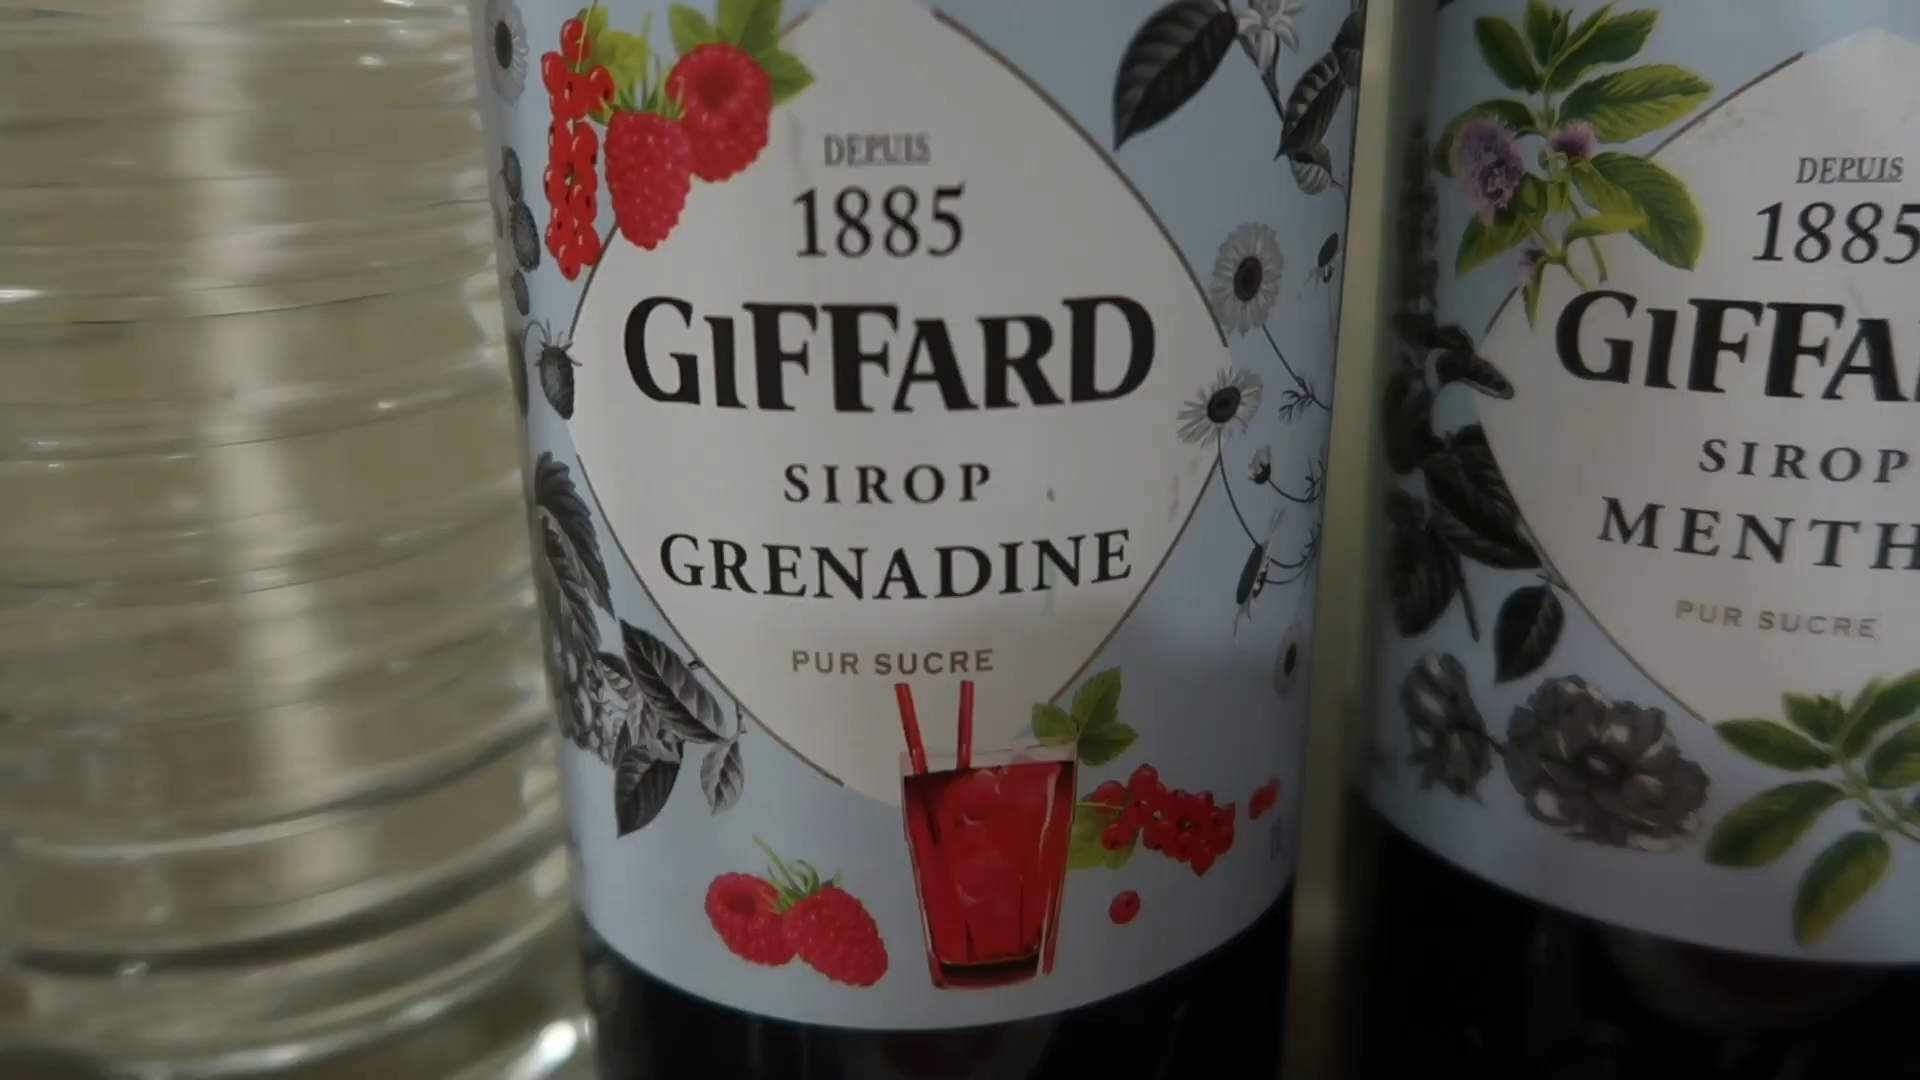 DEPUIS
1885
GIFFARD
SIROP
GRENADINE
PUR SUCRE
DEPUIS
1885
GIFFA
SIROP
MENTH
PUR SUCRE